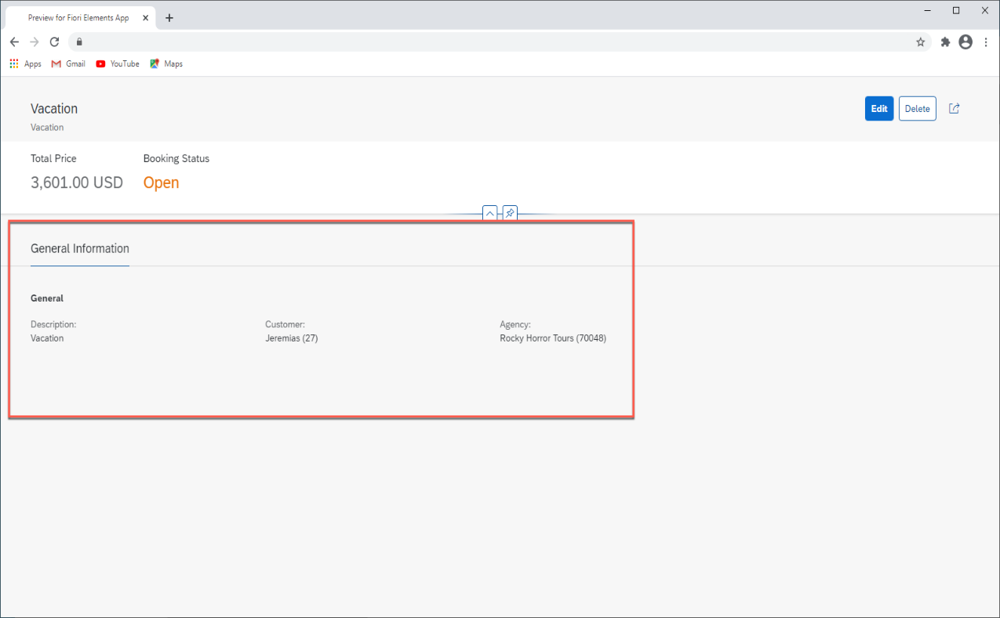 Preview for Fiori Elements App
Apps Gmail YouTube Maps
Vacation
Vacation
Edit Delete
Total Price Booking Status
3,601.00 USD Open
General Information
General
Description: Customer: Agency:
Vacation Jeremias (27) Rocky Horror Tours (70048)